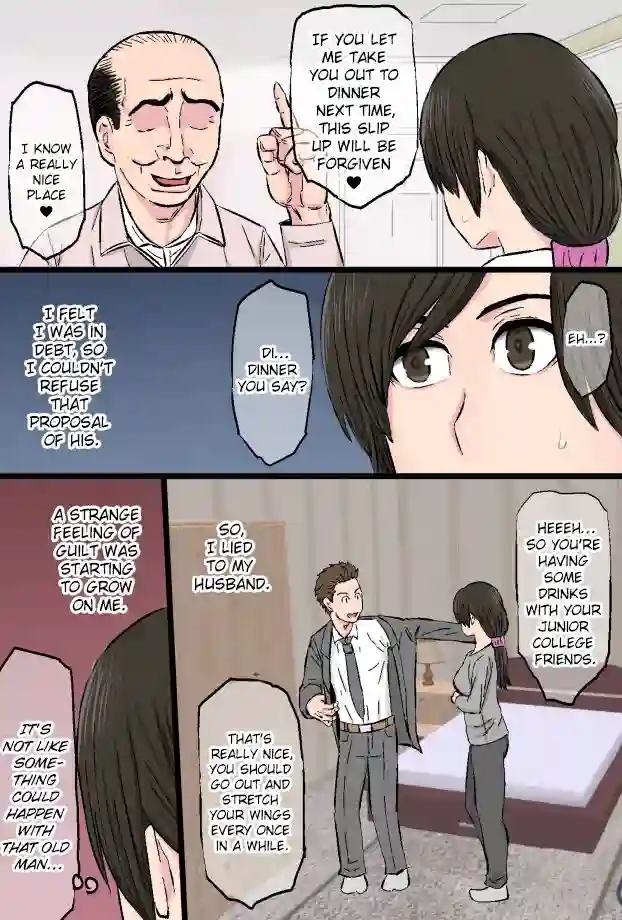 IF YOU LET
ME TAKE
YOU OUT TO
DINNER
NEXT TIME,
THIS SLIP
UP WILL BE
FORGIVEN
♥
I KNOW
A REALLY
NICE
PLACE
♥
EH...?
DI...
DINNER
YOU SAY?
I FELT
I WAS IN
DEBT, SO
I COULDN'T
REFUSE
THAT
PROPOSAL
OF HIS.
HEEEH...
SO YOU'RE
HAVING
SOME
DRINKS
WITH YOUR
JUNIOR
COLLEGE
FRIENDS.
SO,
I LIED
TO MY
HUSBAND.
THAT'S
REALLY NICE,
YOU SHOULD
GO OUT AND
STRETCH
YOUR WINGS
EVERY ONCE
IN A WHILE.
A STRANGE
FEELING OF
GUILT WAS
STARTING
TO GROW
ON ME.
IT'S
NOT LIKE
SOME-
THING
COULD
HAPPEN
WITH
THAT OLD
MAN...